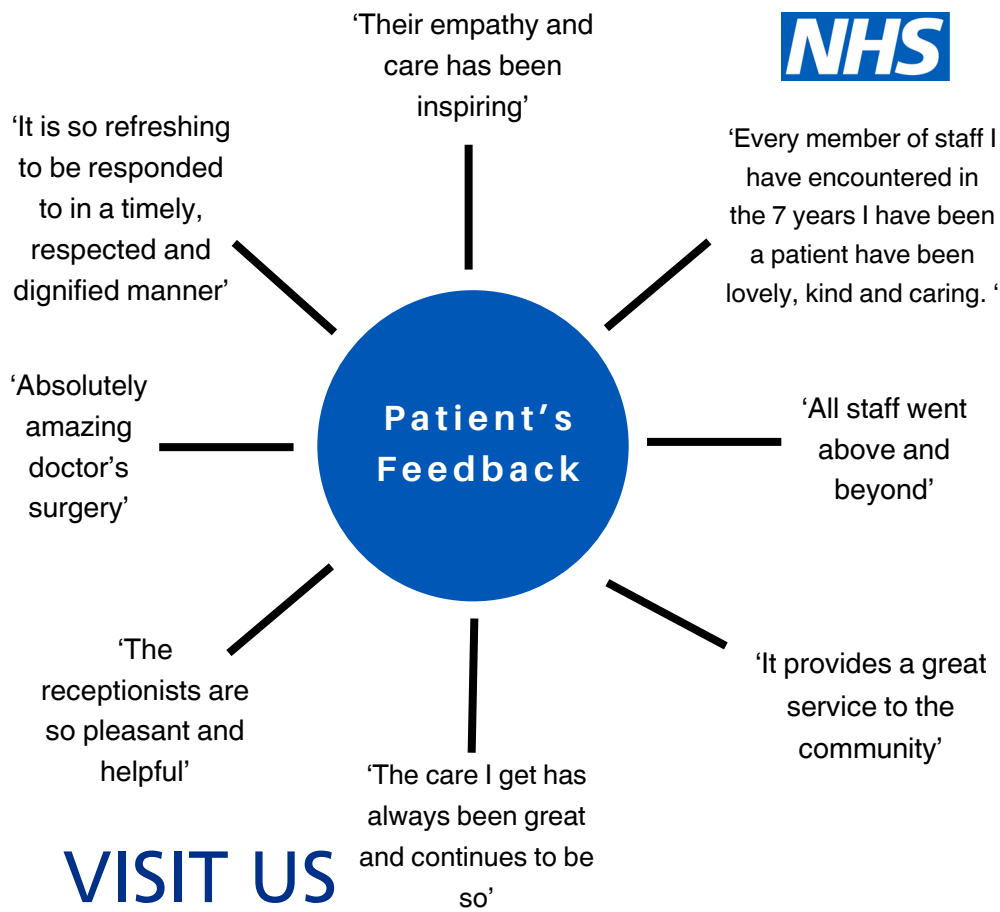 ‘Their empathy and
care has been
inspiring’
NHS
‘Every member of staff I
have encountered in
the 7 years I have been
a patient have been
lovely, kind and caring. ‘
‘It is so refreshing
to be responded
to in a timely,
respected and
dignified manner’
‘Absolutely
amazing
doctor’s
surgery’
Patient’s
Feedback
‘All staff went
above and
beyond’
‘The
receptionists are
so pleasant and
helpful’
‘It provides a great
service to the
community’
‘The care I get has
always been great
and continues to be
so’
VISIT US